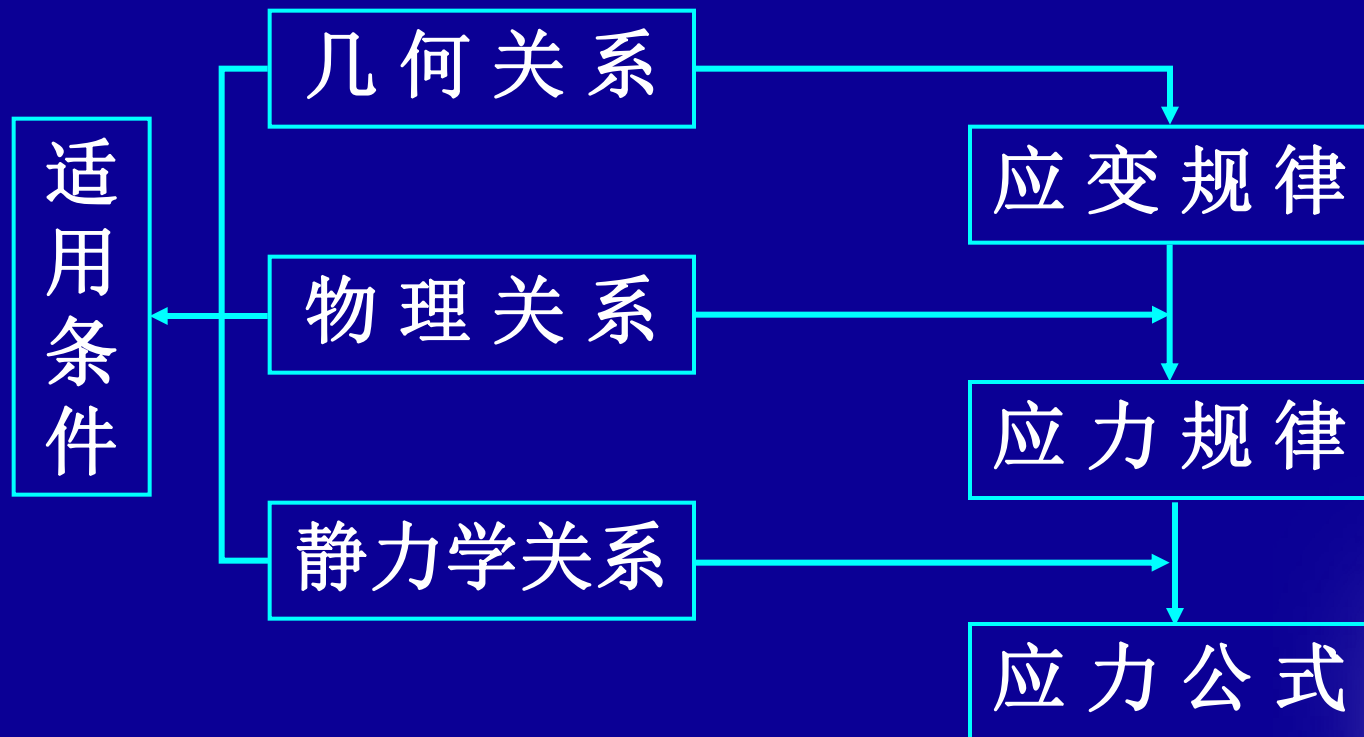 几何关系
适用条件
应变规律
物理关系
应力规律
静力学关系
应力公式